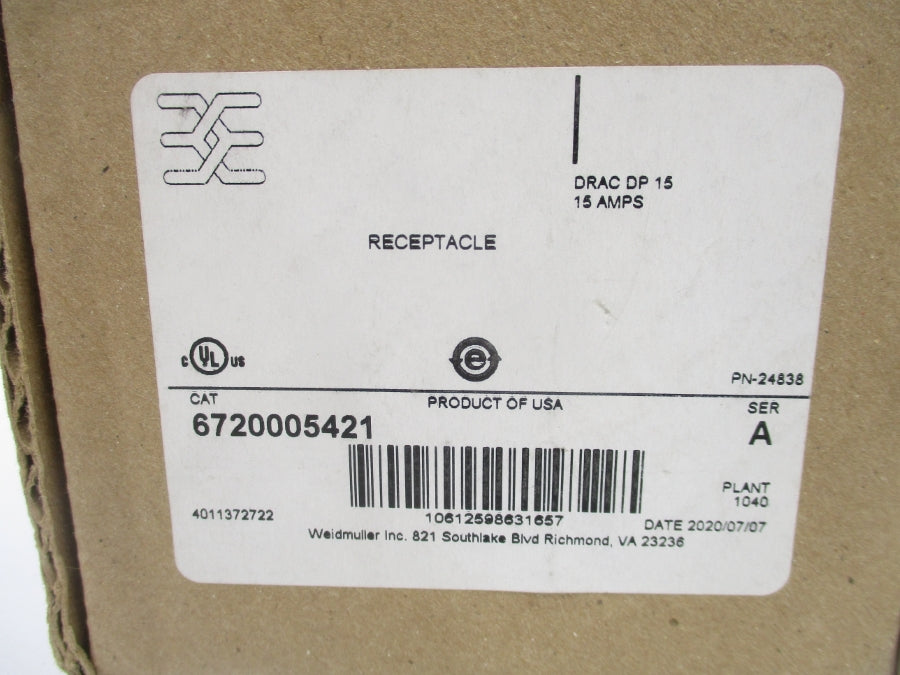 DRAC DP 15
15 AMPS
RECEPTACLE
c UL US
e
PN-24838
CAT
6720005421
PRODUCT OF USA
SER
A
PLANT
1040
4011372722
10612598631657
DATE 2020/07/07
Weidmuller Inc. 821 Southlake Blvd Richmond, VA 23236